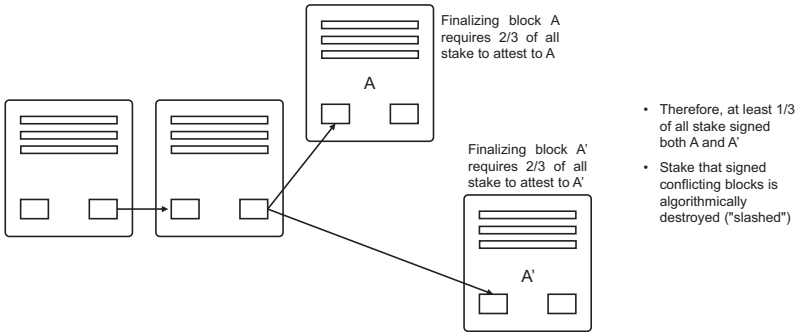 Finalizing block A
requires 2/3 of all
stake to attest to A
A
Finalizing block A'
requires 2/3 of all
stake to attest to A'
A'
• Therefore, at least 1/3
of all stake signed
both A and A'
• Stake that signed
conflicting blocks is
algorithmically
destroyed ("slashed")